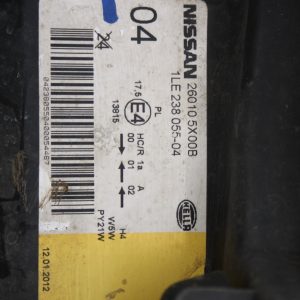 NISSAN 26010 5X00B
1LE 238 055-04
04
24
PL
17,5 E4 HC/R 1a A
13815 00 01 02
H4
W5W
PY21W
HELLA
12.01.2012